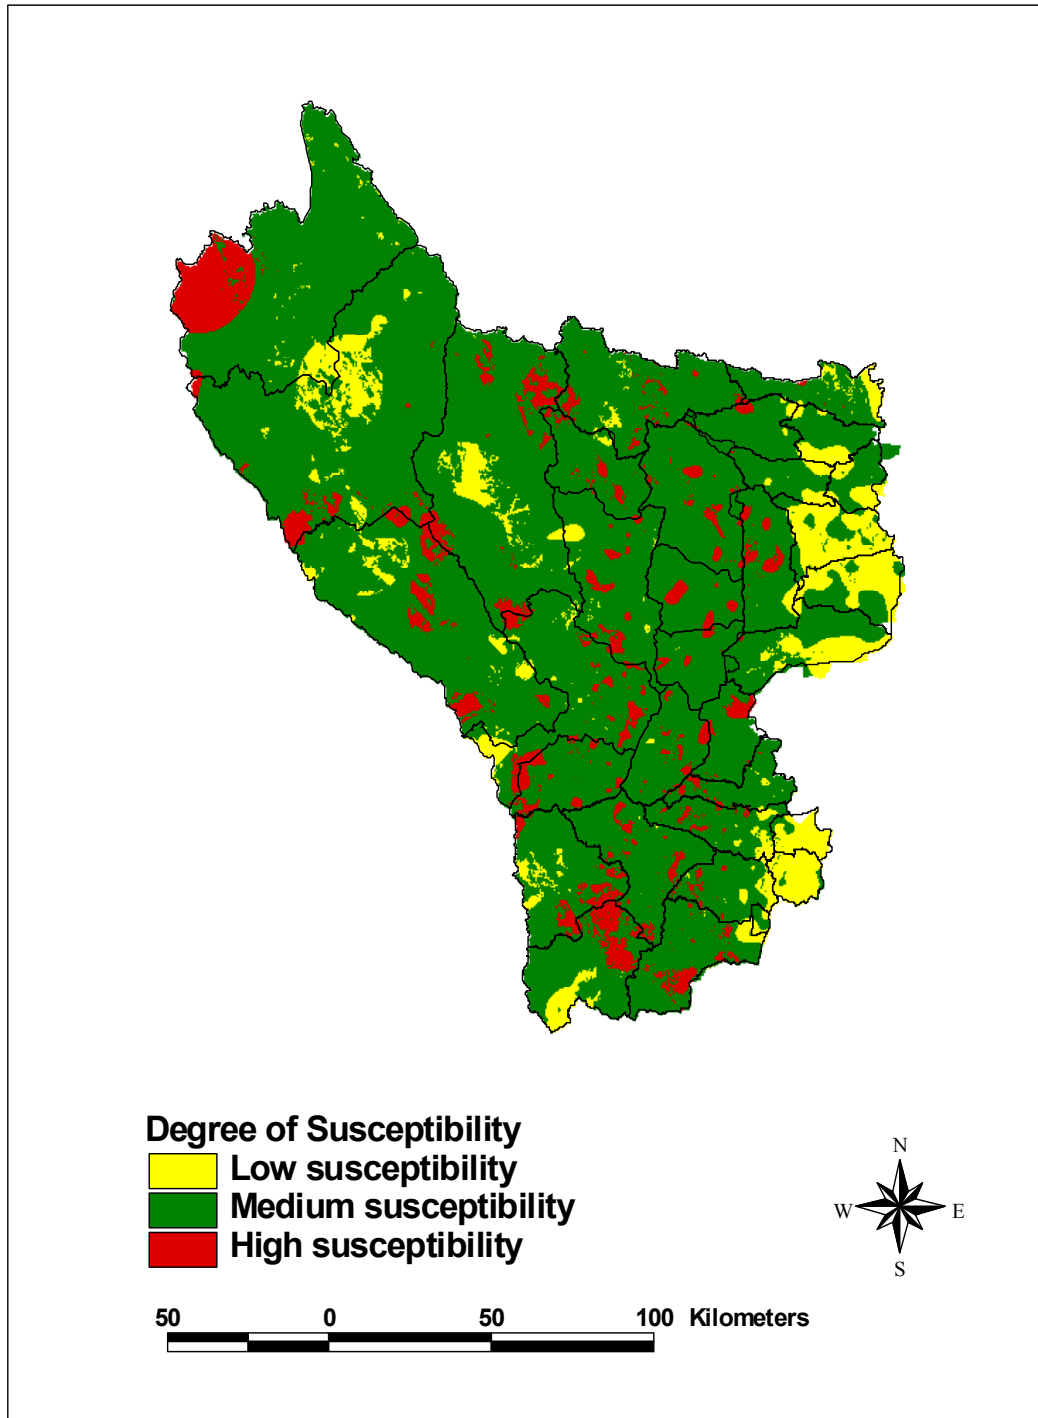 Degree of Susceptibility
Low susceptibility
Medium susceptibility
High susceptibility
N
W E
S
50 0 50 100 Kilometers